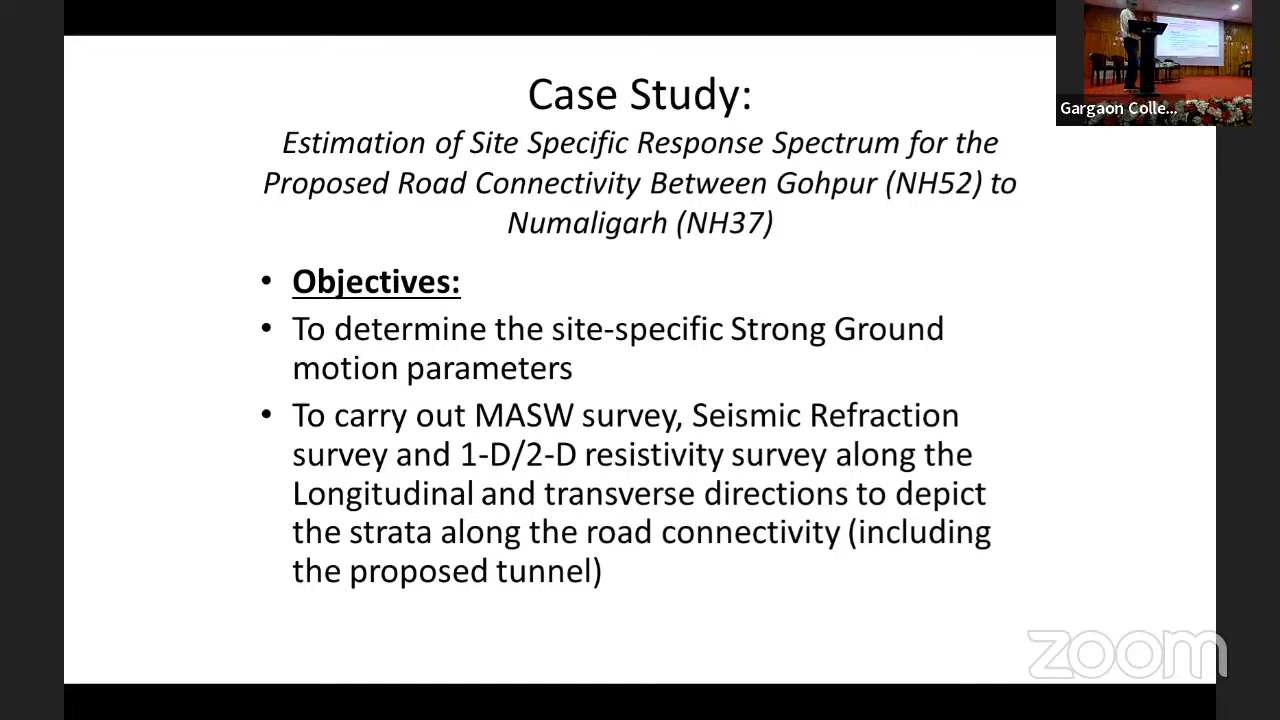 Case Study:
Estimation of Site Specific Response Spectrum for the
Proposed Road Connectivity Between Gohpur (NH52) to
Numaligarh (NH37)
• Objectives:
• To determine the site-specific Strong Ground
motion parameters
• To carry out MASW survey, Seismic Refraction
survey and 1-D/2-D resistivity survey along the
Longitudinal and transverse directions to depict
the strata along the road connectivity (including
the proposed tunnel)
Gargaon Colle...
zoom